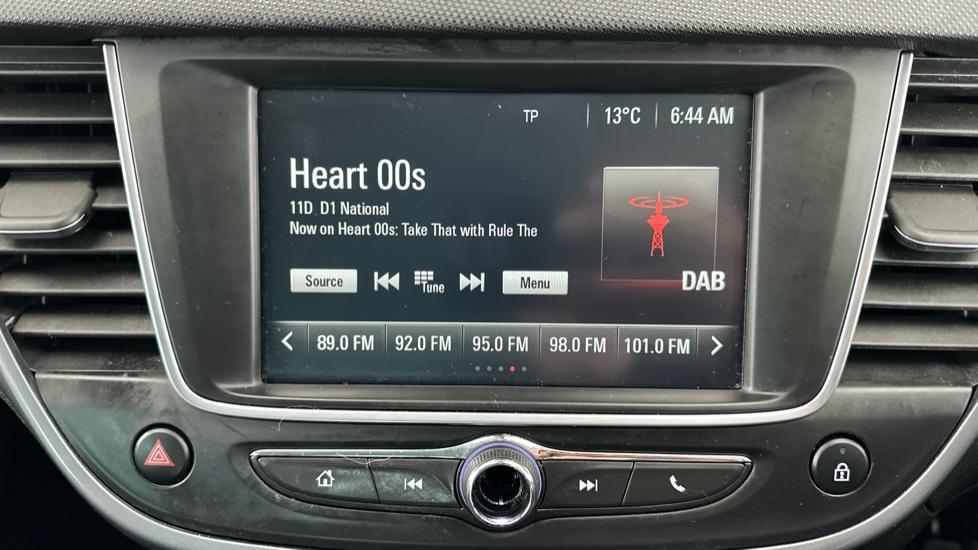 TP 13°C 6:44 AM
Heart 00s
11D D1 National
Now on Heart 00s: Take That with Rule The
Source Tune Menu
DAB
89.0 FM 92.0 FM 95.0 FM 98.0 FM 101.0 FM